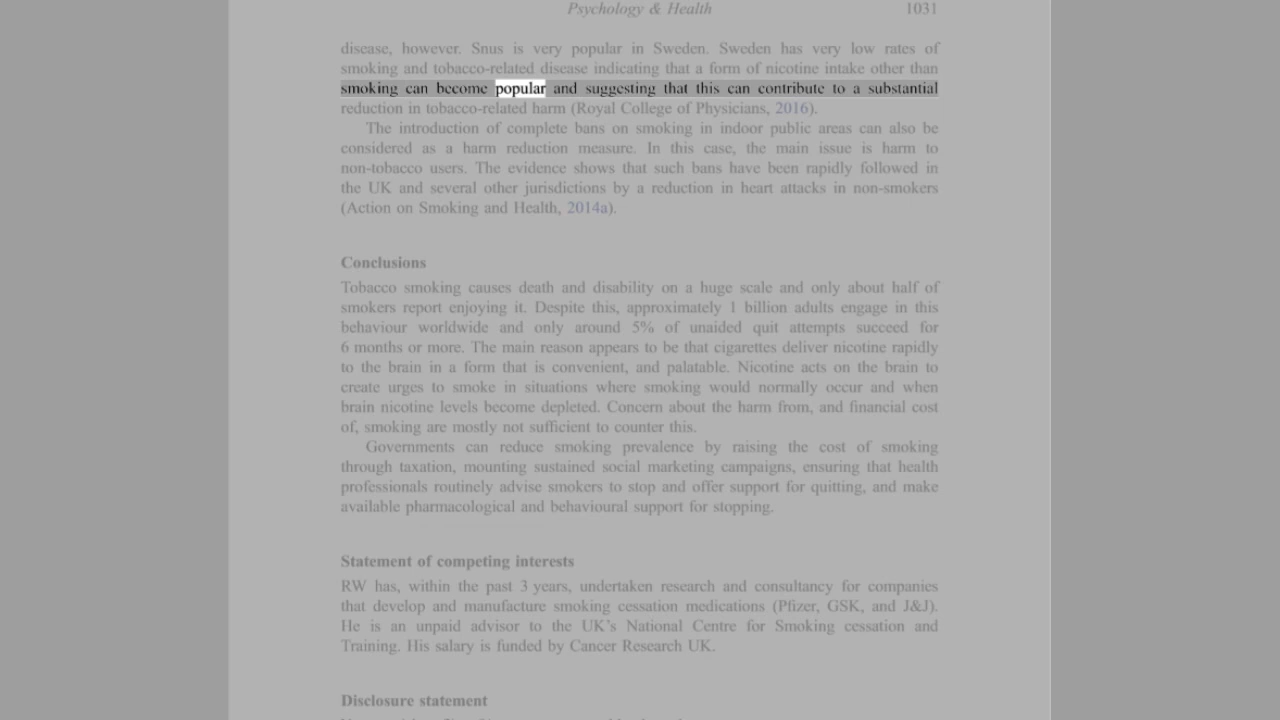 Psychology & Health 1031
disease, however. Snus is very popular in Sweden. Sweden has very low rates of
smoking and tobacco-related disease indicating that a form of nicotine intake other than
smoking can become popular and suggesting that this can contribute to a substantial
reduction in tobacco-related harm (Royal College of Physicians, 2016).
The introduction of complete bans on smoking in indoor public areas can also be
considered as a harm reduction measure. In this case, the main issue is harm to
non-tobacco users. The evidence shows that such bans have been rapidly followed in
the UK and several other jurisdictions by a reduction in heart attacks in non-smokers
(Action on Smoking and Health, 2014a).
Conclusions
Tobacco smoking causes death and disability on a huge scale and only about half of
smokers report enjoying it. Despite this, approximately 1 billion adults engage in this
behaviour worldwide and only around 5% of unaided quit attempts succeed for
6 months or more. The main reason appears to be that cigarettes deliver nicotine rapidly
to the brain in a form that is convenient, and palatable. Nicotine acts on the brain to
create urges to smoke in situations where smoking would normally occur and when
brain nicotine levels become depleted. Concern about the harm from, and financial cost
of, smoking are mostly not sufficient to counter this.
Governments can reduce smoking prevalence by raising the cost of smoking
through taxation, mounting sustained social marketing campaigns, ensuring that health
professionals routinely advise smokers to stop and offer support for quitting, and make
available pharmacological and behavioural support for stopping.
Statement of competing interests
RW has, within the past 3 years, undertaken research and consultancy for companies
that develop and manufacture smoking cessation medications (Pfizer, GSK, and J&J).
He is an unpaid advisor to the UK's National Centre for Smoking cessation and
Training. His salary is funded by Cancer Research UK.
Disclosure statement